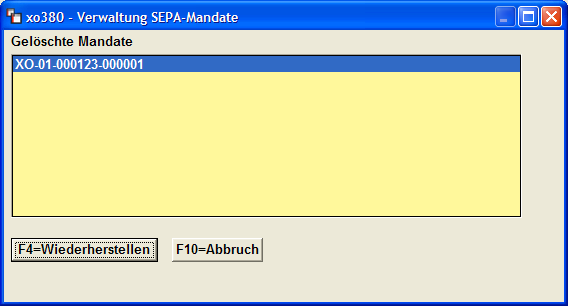 xo380 - Verwaltung SEPA-Mandate
Gelöschte Mandate
XO-01-000123-000001
F4=Wiederherstellen F10=Abbruch